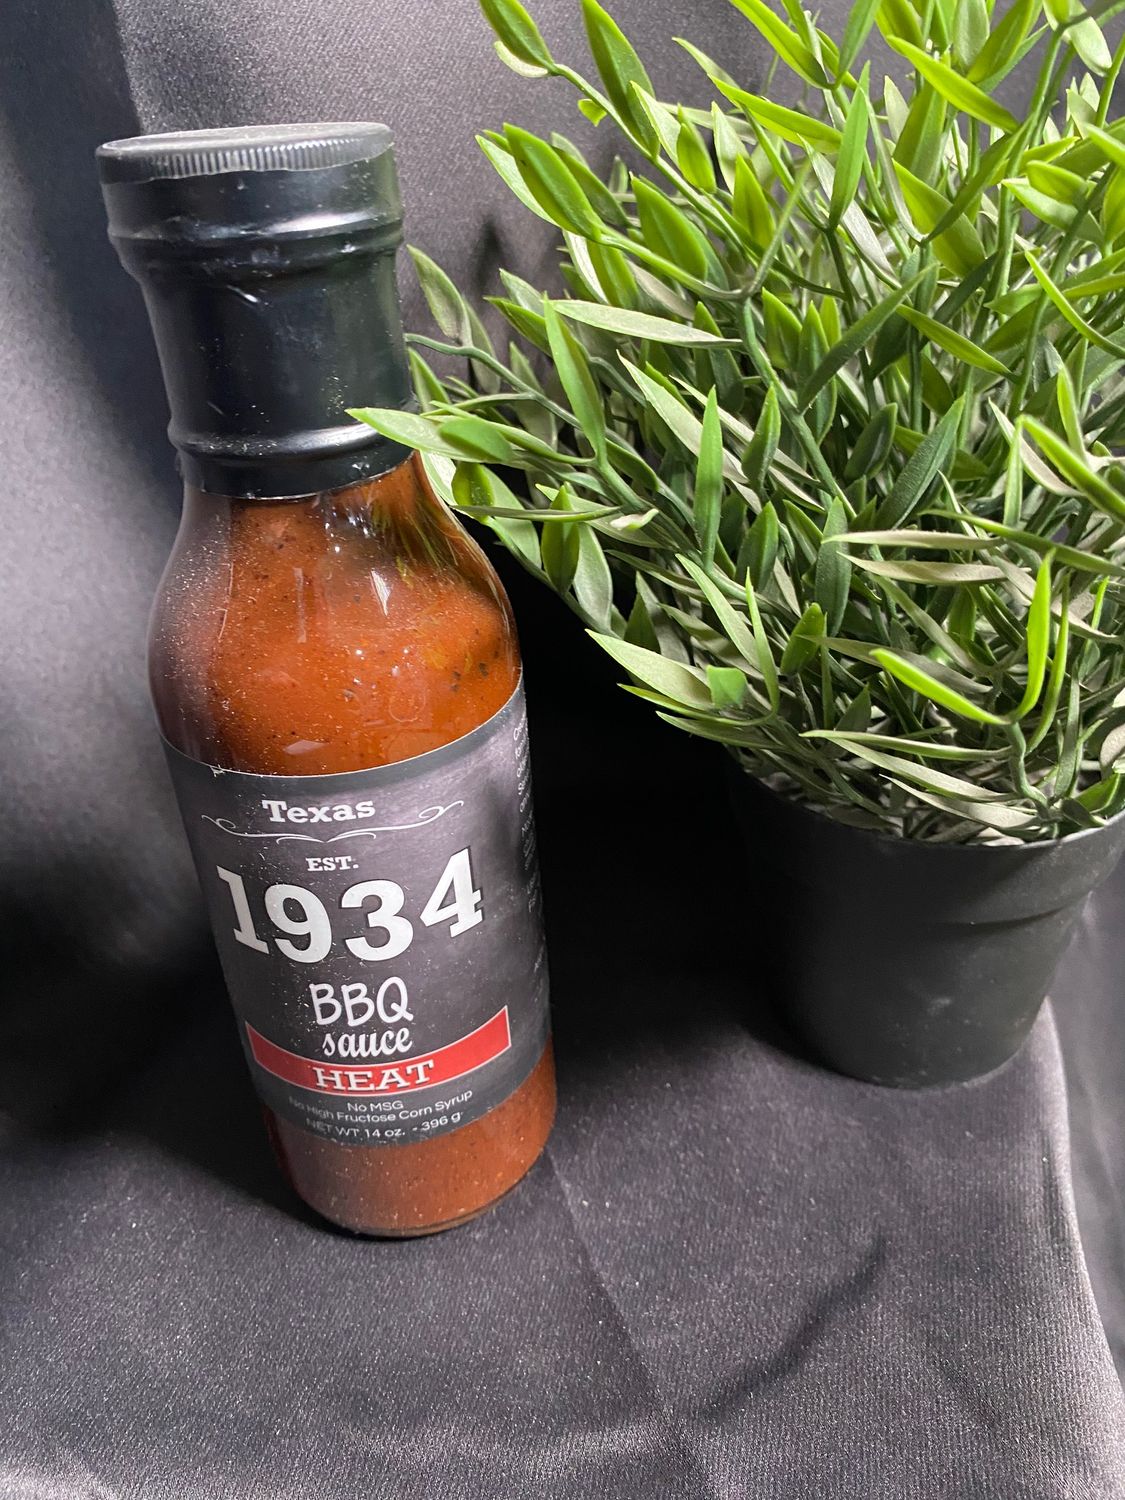 Texas
EST.
1934
BBQ
sauce
HEAT
No MSG
No High Fructose Corn Syrup
NET WT. 14 oz. - 396 g